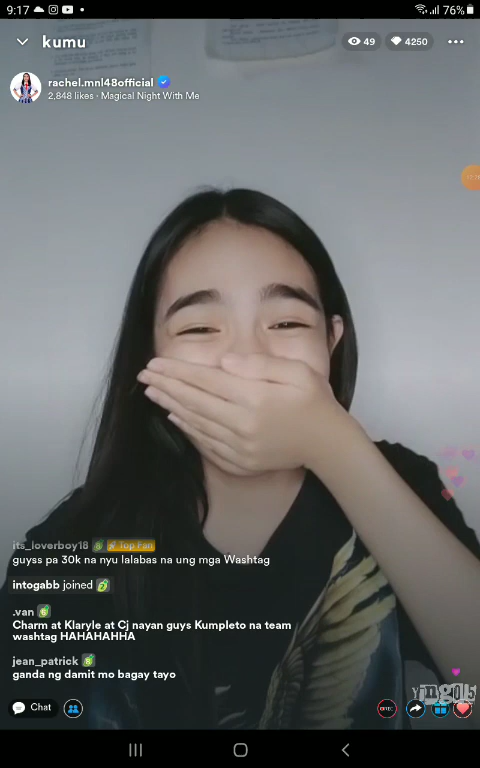 9:17
76%
kumu
49
4250
rachel.mnl48official
2,848 likes · Magical Night With Me
its_loverboy18 Top Fan
guyss pa 30k na nyu lalabas na ung mga Washtag
intogabb joined
.van
Charm at Klaryle at Cj nayan guys Kumpleto na team
washtag HAHAHAHHA
jean_patrick
ganda ng damit mo bagay tayo
Chat